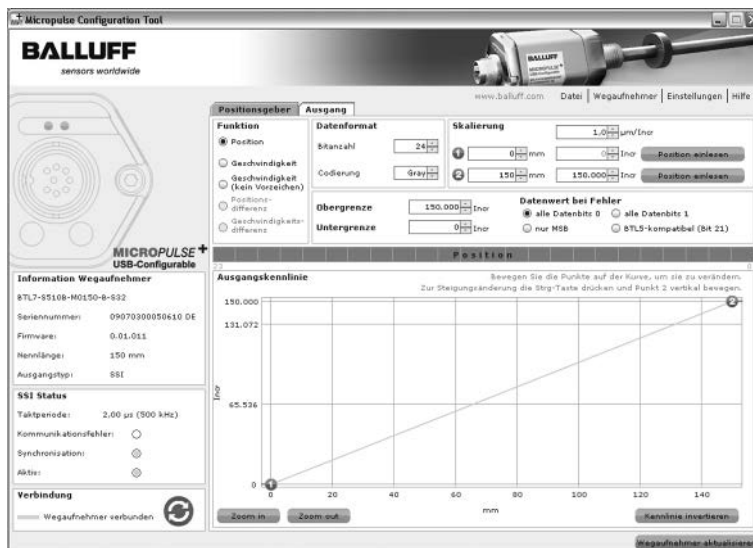 Micropulse Configuration Tool
BALLUFF
sensors worldwide
BALLUFF
MICROPULSE
www.balluff.com Datei Wegaufnehmer Einstellungen Hilfe
Positionsgeber Ausgang
Funktion
Position
Geschwindigkeit
Geschwindigkeit
(kein Vorzeichen)
Positions-
differenz
Geschwindigkeits-
differenz
Datenformat
Bitanzahl 24
Codierung Gray
Skalierung
1,0 µm/Incr
1 0 mm 0 Incr Position einlesen
2 150 mm 150.000 Incr Position einlesen
Obergrenze 150.000 Incr
Untergrenze 0 Incr
Datenwert bei Fehler
alle Datenbits 0 alle Datenbits 1
nur MSB BTL5-kompatibel (Bit 21)
MICROPULSE+
USB-Configurable
Position
23 0
Information Wegaufnehmer
BTL7-S510B-M0150-B-S32
Seriennummer: 09070300050610 DE
Firmware: 0.01.011
Nennlänge: 150 mm
Ausgangstyp: SSI
SSI Status
Taktperiode: 2,00 µs (500 kHz)
Kommunikationsfehler:
Synchronisation:
Aktiv:
Verbindung
Wegaufnehmer verbunden
Ausgangskennlinie
Bewegen Sie die Punkte auf der Kurve, um sie zu verändern.
Zur Steigungsänderung die Strg-Taste drücken und Punkt 2 vertikal bewegen.
150.000
131.072
65.536
0
Incr
1
2
0 20 40 60 80 100 120 140
mm
Zoom in Zoom out Kennlinie invertieren
Wegaufnehmer aktualisieren